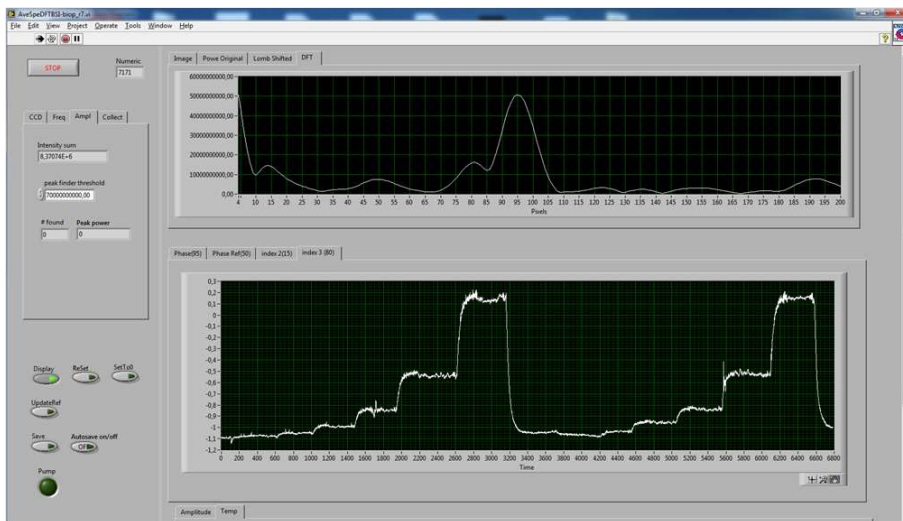 AveSpeDFTBSI-biop_r7.vi
File Edit View Project Operate Tools Window Help
STOP
Numeric
7171
CCD Freq Ampl Collect
Intensity sum
8,37074E+6
peak finder threshold
70000000000,00
# found Peak power
0 0
Display ReSet SetTo0
UpdateRef
Save Autosave on/off
OFF
Pump
Image Powe Original Lomb Shifted DFT
60000000000,00
50000000000,00
40000000000,00
30000000000,00
20000000000,00
10000000000,00
0,00
4 10 15 20 25 30 35 40 45 50 55 60 65 70 75 80 85 90 95 100 105 110 115 120 125 130 135 140 145 150 155 160 165 170 175 180 185 190 195 200
Pixels
Phase(95) Phase Ref(50) index 2(15) index 3 (80)
0,3
0,2
0,1
0
-0,1
-0,2
-0,3
-0,4
-0,5
-0,6
-0,7
-0,8
-0,9
-1
-1,1
-1,2
0 200 400 600 800 1000 1200 1400 1600 1800 2000 2200 2400 2600 2800 3000 3200 3400 3600 3800 4000 4200 4400 4600 4800 5000 5200 5400 5600 5800 6000 6200 6400 6600 6800
Time
Amplitude Temp